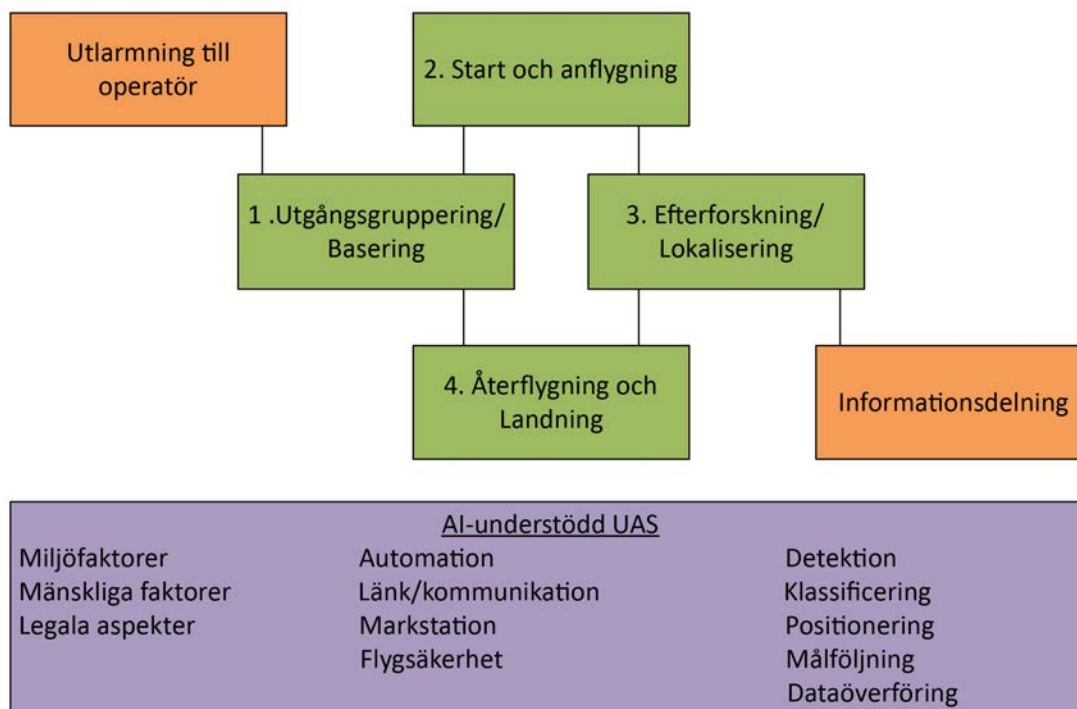 Utlarmning till
operatör
2. Start och anflygning
1 .Utgångsgruppering/
Basering
3. Efterforskning/
Lokalisering
4. Återflygning och
Landning
Informationsdelning
AI-understödd UAS
Miljöfaktorer
Mänskliga faktorer
Legala aspekter
Automation
Länk/kommunikation
Markstation
Flygsäkerhet
Detektion
Klassificering
Positionering
Målföljning
Dataöverföring